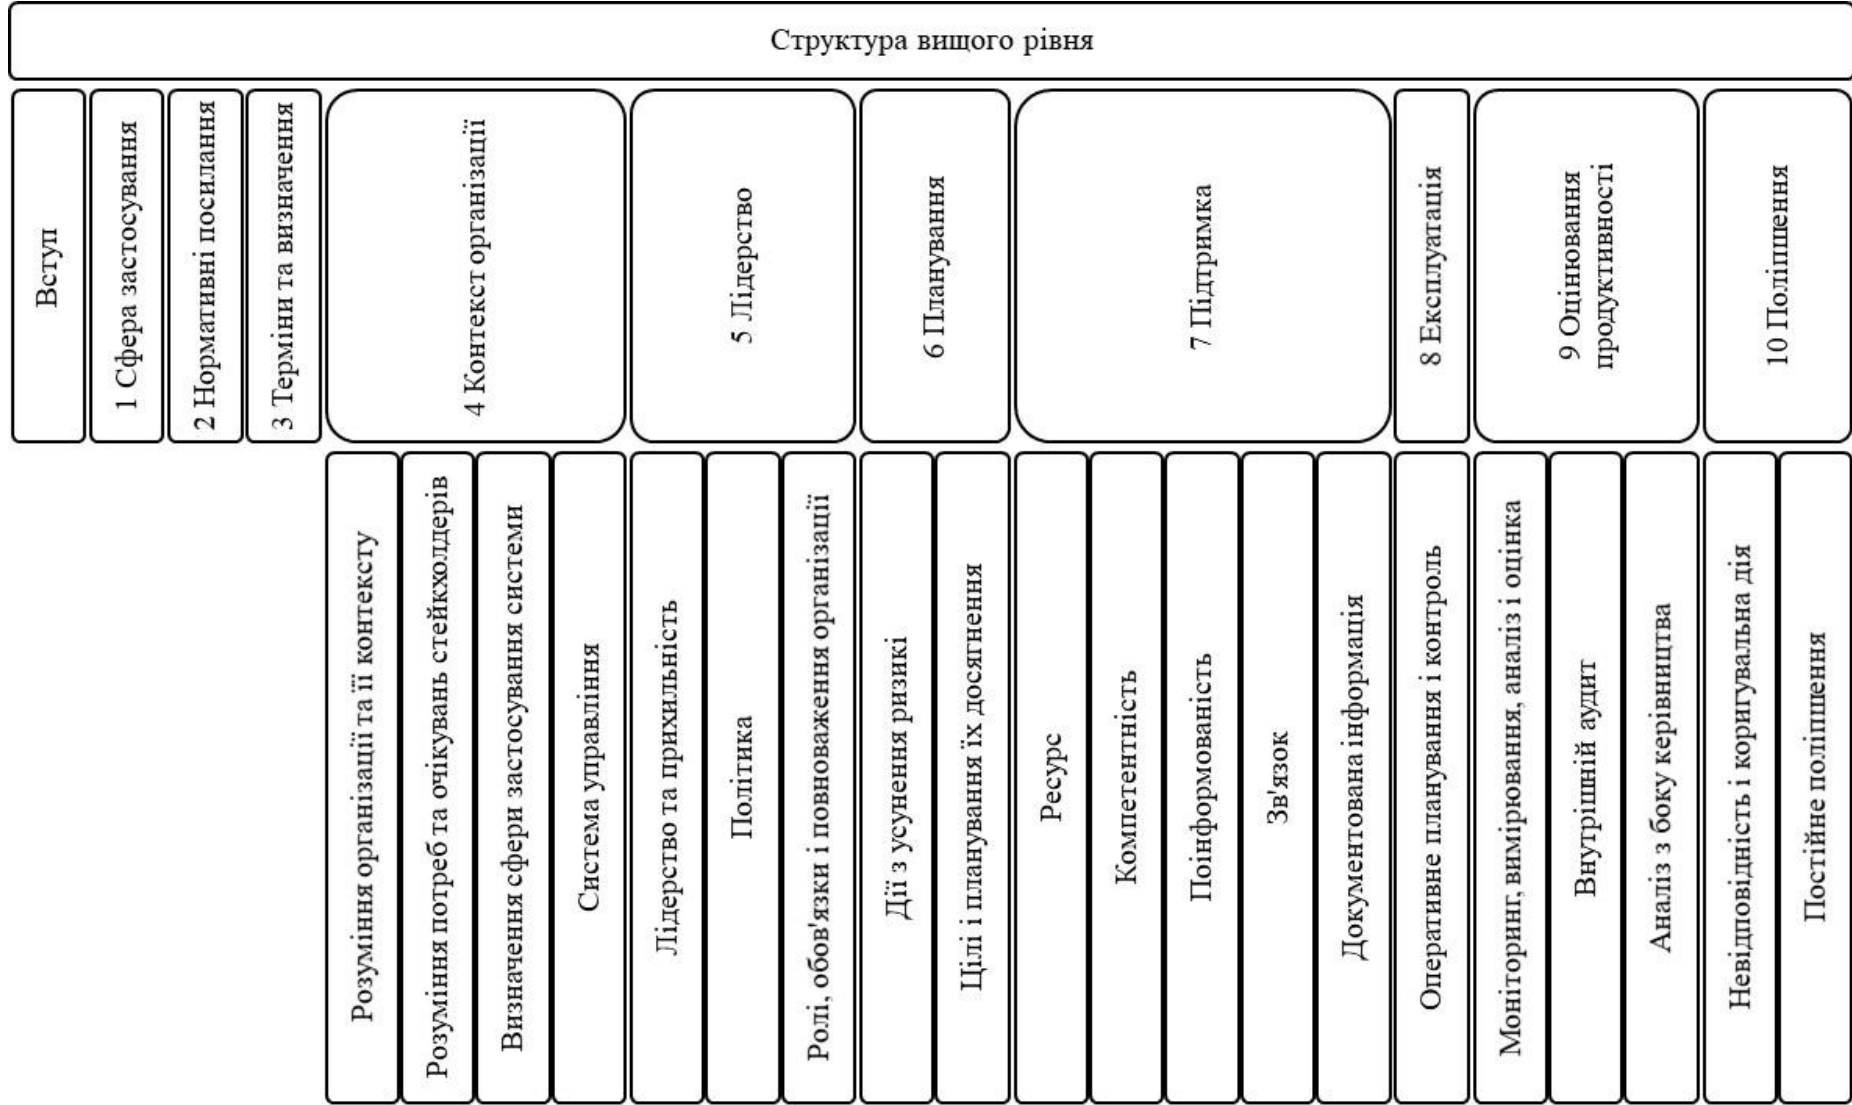 Структура вищого рівня
Вступ
1 Сфера застосування
2 Нормативні посилання
3 Терміни та визначення
4 Контекст організації
5 Лідерство
6 Планування
7 Підтримка
8 Експлуатація
9 Оцінювання
продуктивності
10 Поліпшення
Розуміння організації та її контексту
Розуміння потреб та очікувань стейкхолдерів
Визначення сфери застосування системи
Система управління
Лідерство та прихильність
Політика
Ролі, обов'язки і повноваження організації
Дії з усунення ризикі
Цілі і планування їх досягнення
Ресурс
Компетентність
Поінформованість
Зв'язок
Документована інформація
Оперативне планування і контроль
Моніторинг, вимірювання, аналіз і оцінка
Внутрішній аудит
Аналіз з боку керівництва
Невідповідність і коригувальна дія
Постійне поліпшення